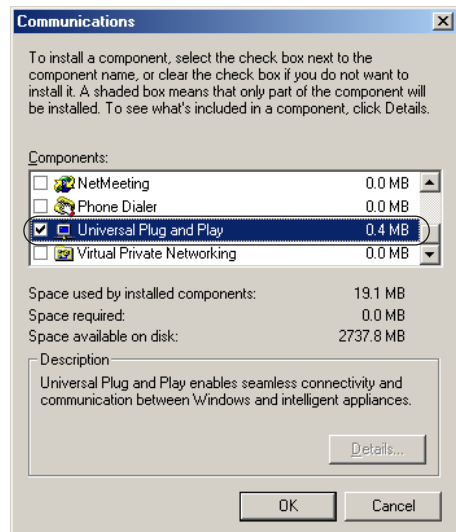 Communications
To install a component, select the check box next to the
component name, or clear the check box if you do not want to
install it. A shaded box means that only part of the component will
be installed. To see what's included in a component, click Details.
Components:
NetMeeting 0.0 MB
Phone Dialer 0.0 MB
Universal Plug and Play 0.4 MB
Virtual Private Networking 0.0 MB
Space used by installed components: 19.1 MB
Space required: 0.0 MB
Space available on disk: 2737.8 MB
Description
Universal Plug and Play enables seamless connectivity and
communication between Windows and intelligent appliances.
Details...
OK Cancel